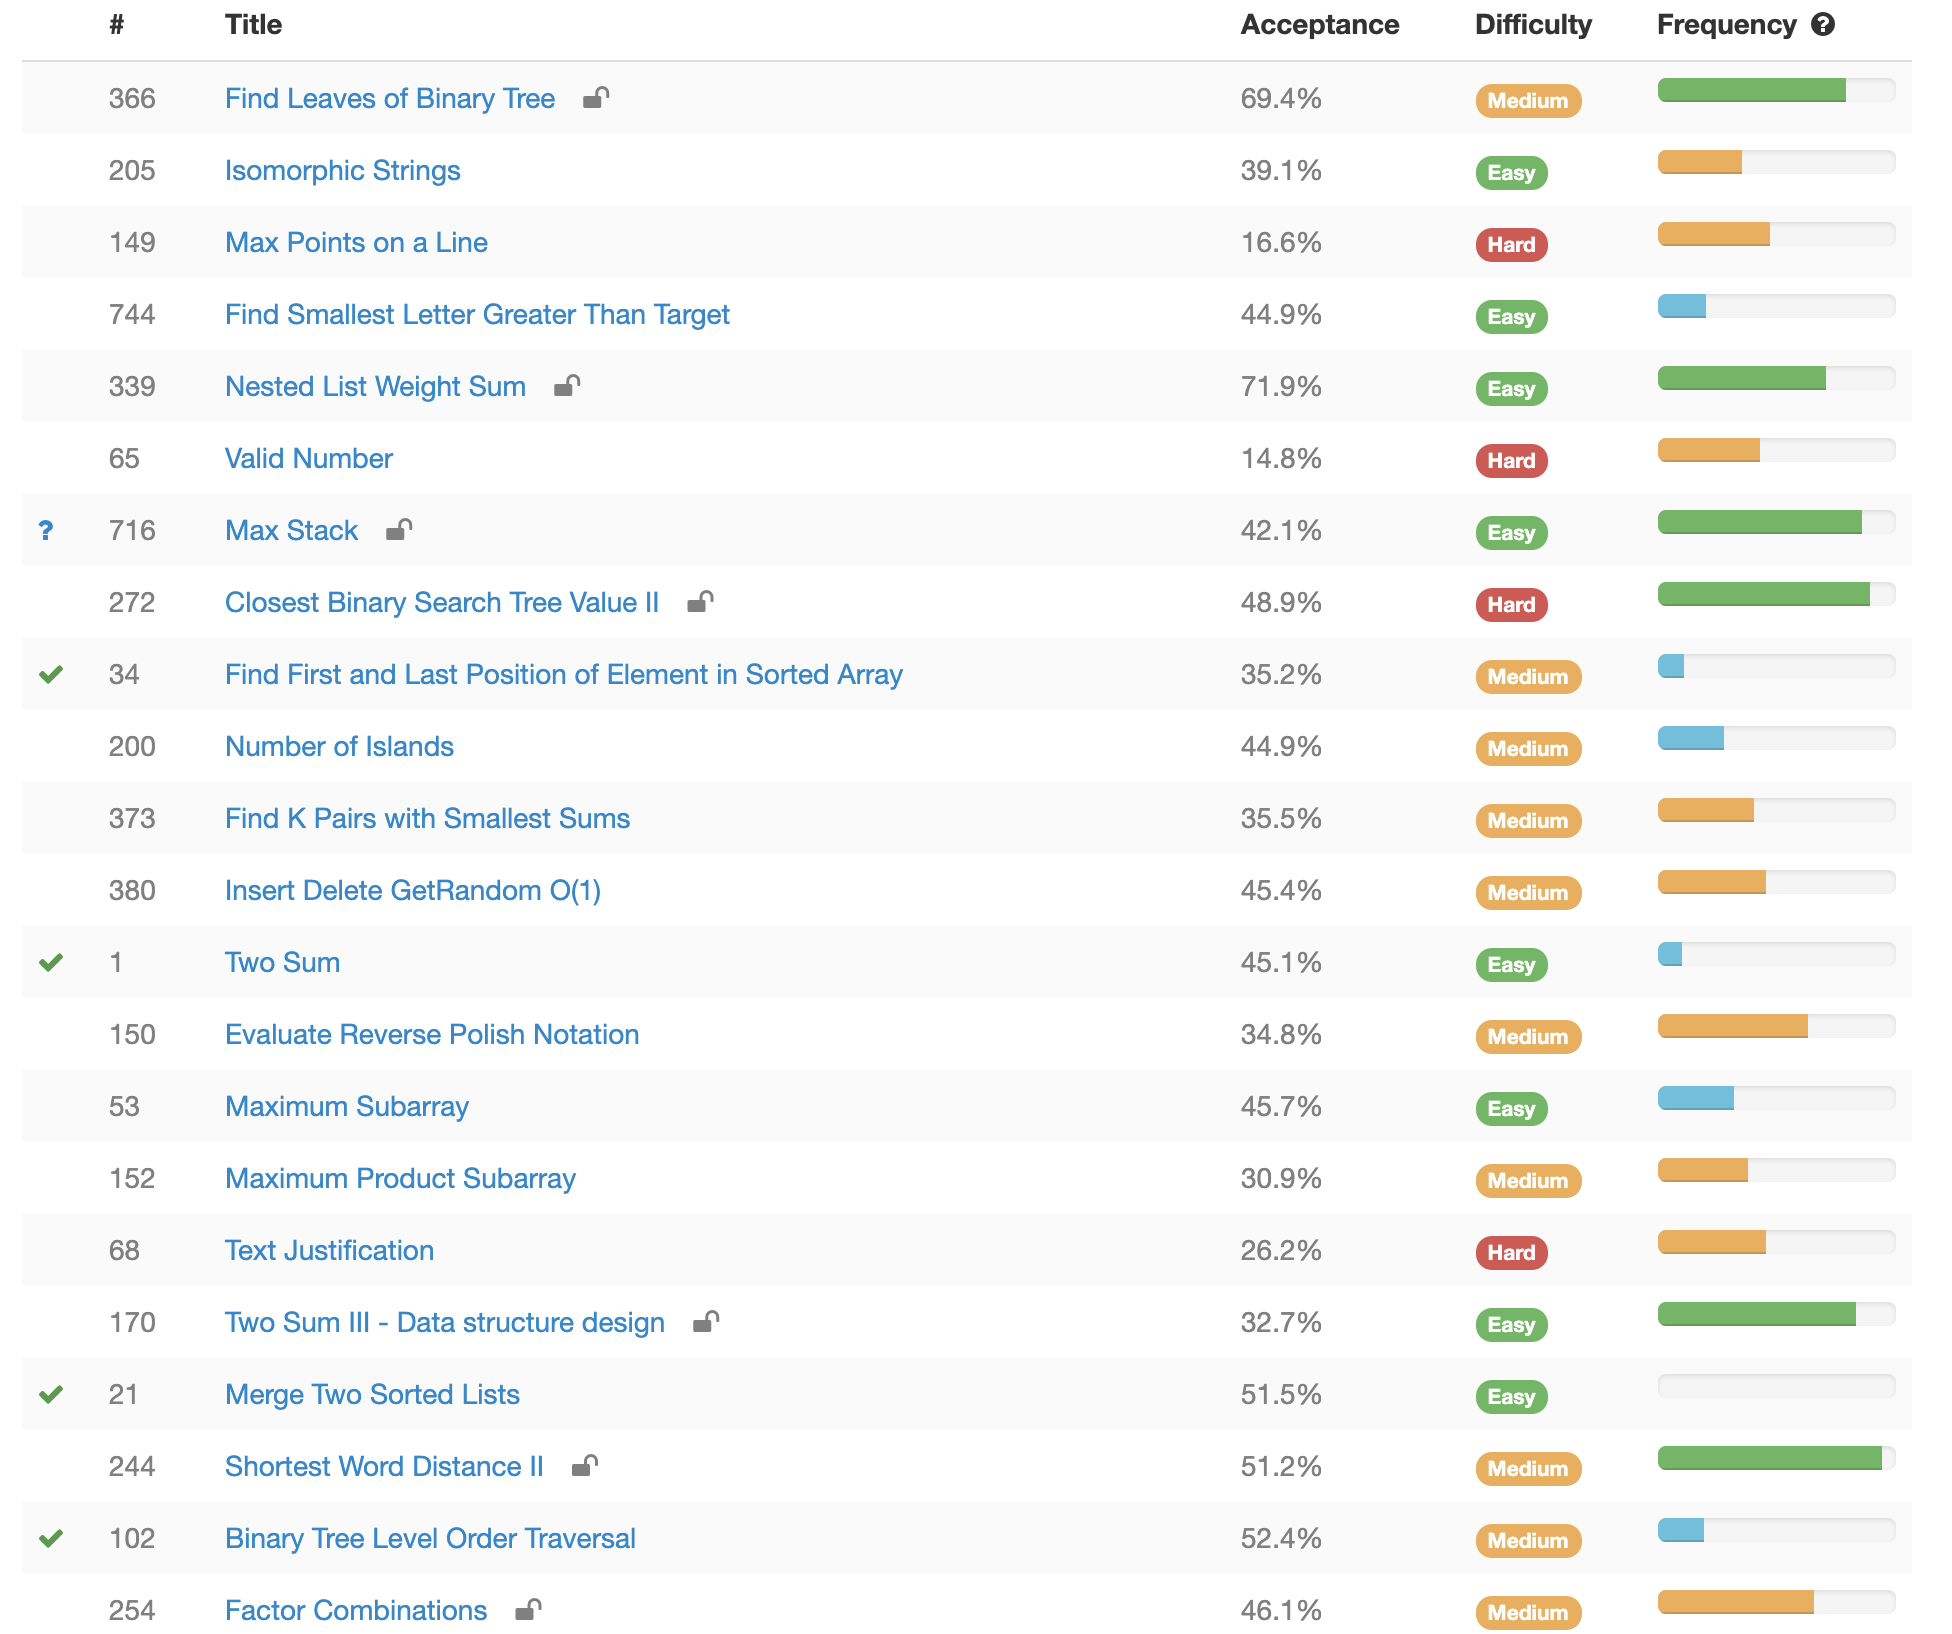 # Title Acceptance Difficulty Frequency ?
366 Find Leaves of Binary Tree 69.4% Medium
205 Isomorphic Strings 39.1% Easy
149 Max Points on a Line 16.6% Hard
744 Find Smallest Letter Greater Than Target 44.9% Easy
339 Nested List Weight Sum 71.9% Easy
65 Valid Number 14.8% Hard
? 716 Max Stack 42.1% Easy
272 Closest Binary Search Tree Value II 48.9% Hard
34 Find First and Last Position of Element in Sorted Array 35.2% Medium
200 Number of Islands 44.9% Medium
373 Find K Pairs with Smallest Sums 35.5% Medium
380 Insert Delete GetRandom O(1) 45.4% Medium
1 Two Sum 45.1% Easy
150 Evaluate Reverse Polish Notation 34.8% Medium
53 Maximum Subarray 45.7% Easy
152 Maximum Product Subarray 30.9% Medium
68 Text Justification 26.2% Hard
170 Two Sum III - Data structure design 32.7% Easy
21 Merge Two Sorted Lists 51.5% Easy
244 Shortest Word Distance II 51.2% Medium
102 Binary Tree Level Order Traversal 52.4% Medium
254 Factor Combinations 46.1% Medium